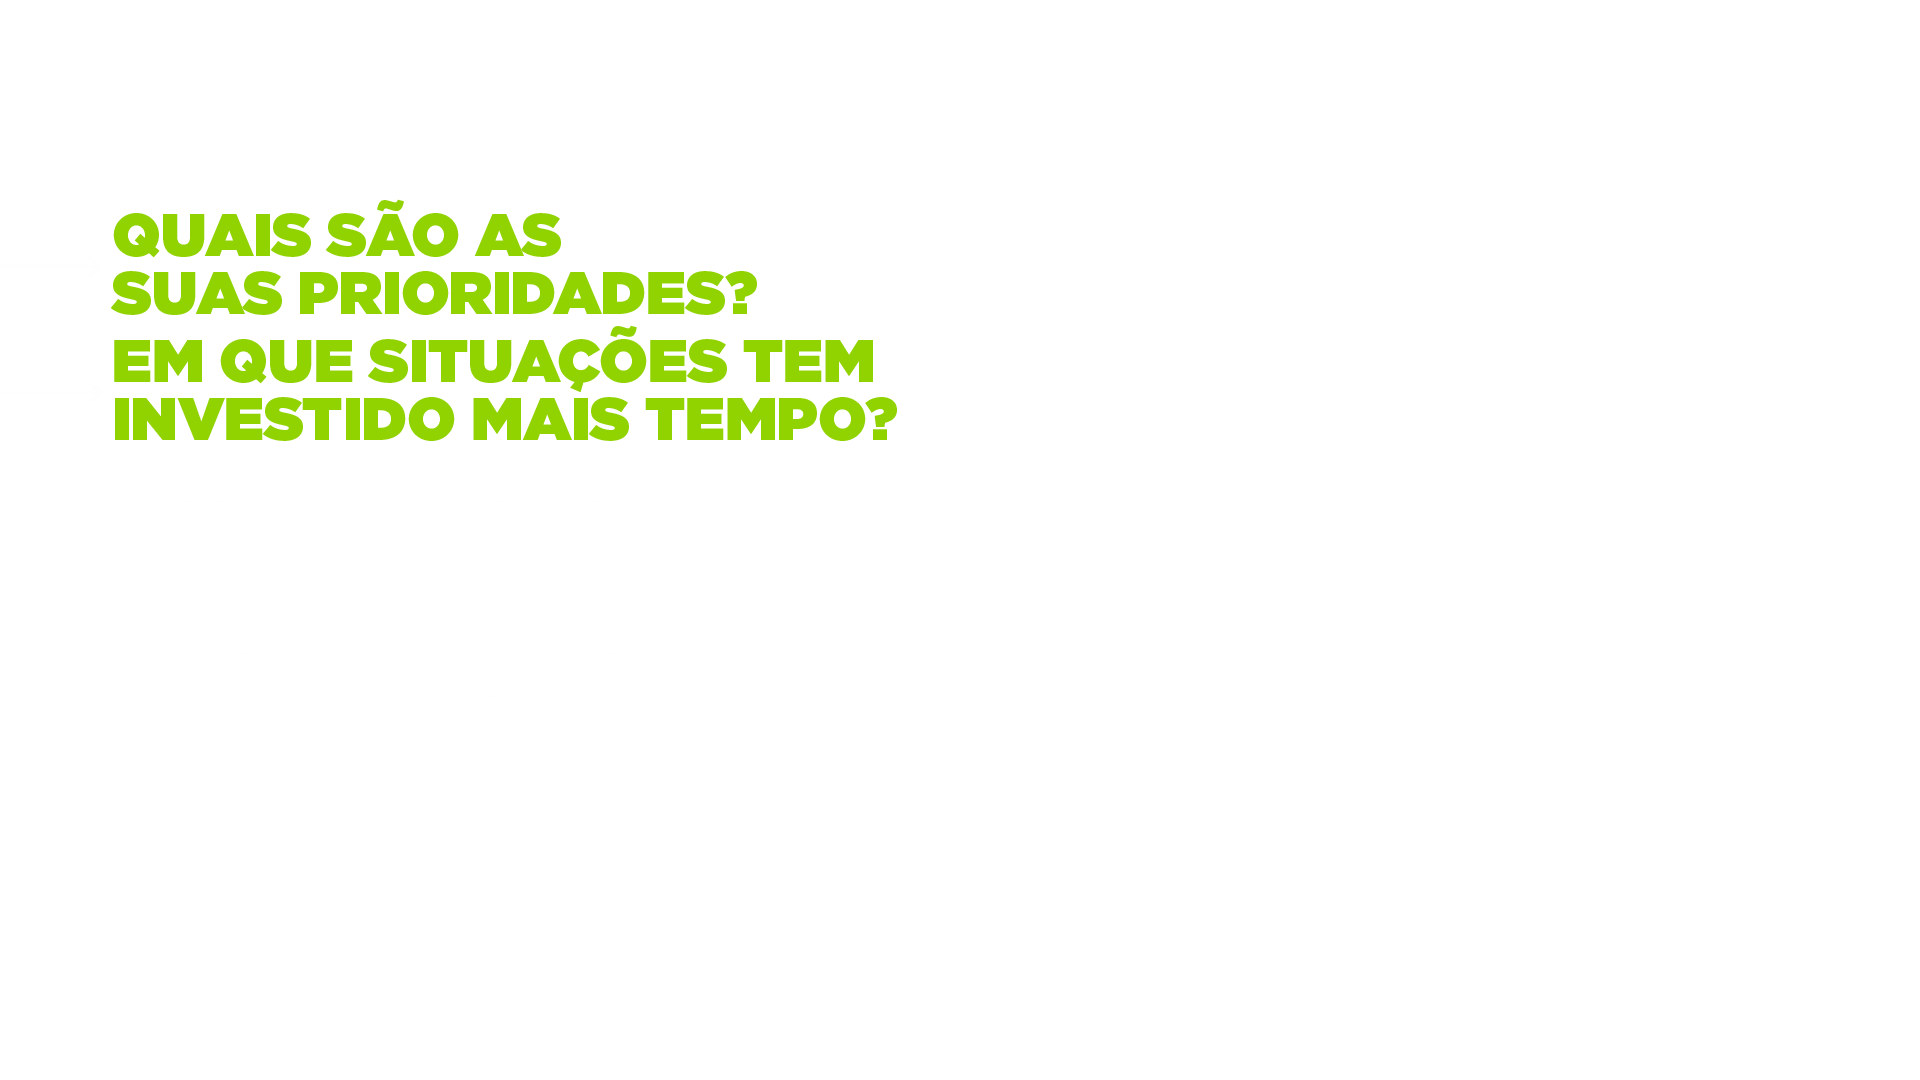 QUAIS SÃO AS
SUAS PRIORIDADES?
EM QUE SITUAÇÕES TEM
INVESTIDO MAIS TEMPO?